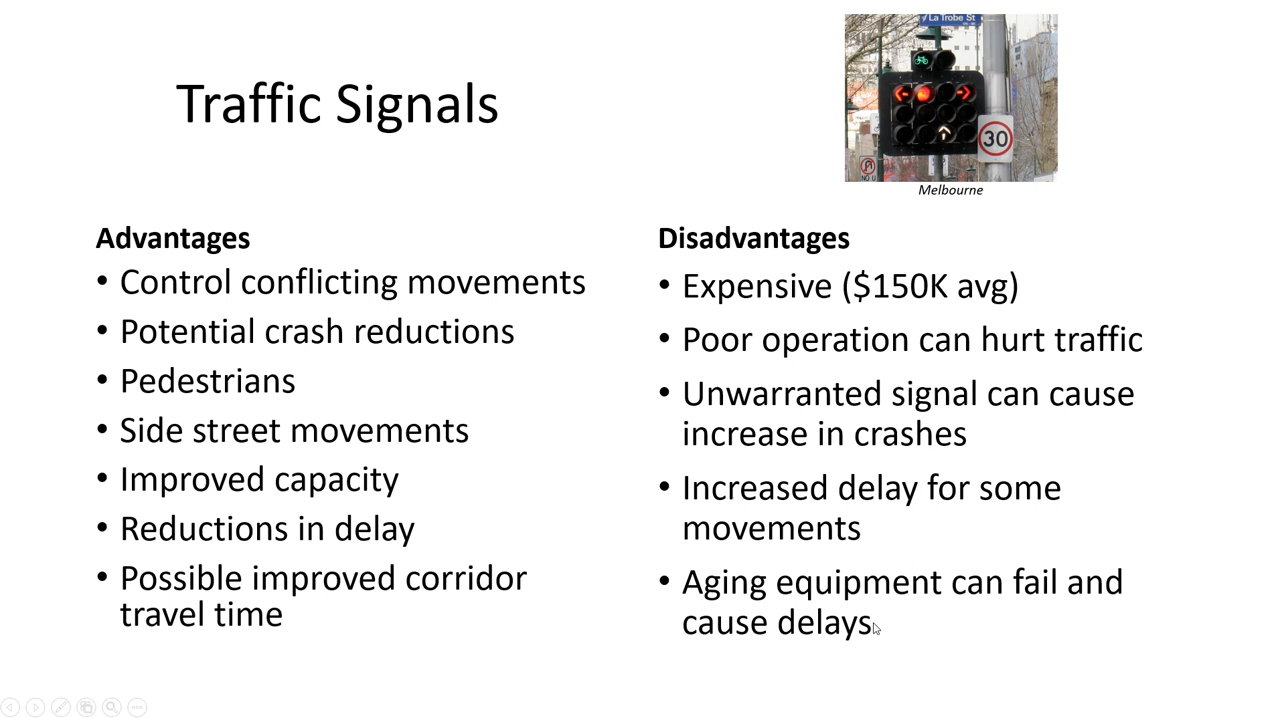 La Trobe St
30
NO U
Melbourne
Traffic Signals
Advantages
• Control conflicting movements
• Potential crash reductions
• Pedestrians
• Side street movements
• Improved capacity
• Reductions in delay
• Possible improved corridor
travel time
Disadvantages
• Expensive ($150K avg)
• Poor operation can hurt traffic
• Unwarranted signal can cause
increase in crashes
• Increased delay for some
movements
• Aging equipment can fail and
cause delays